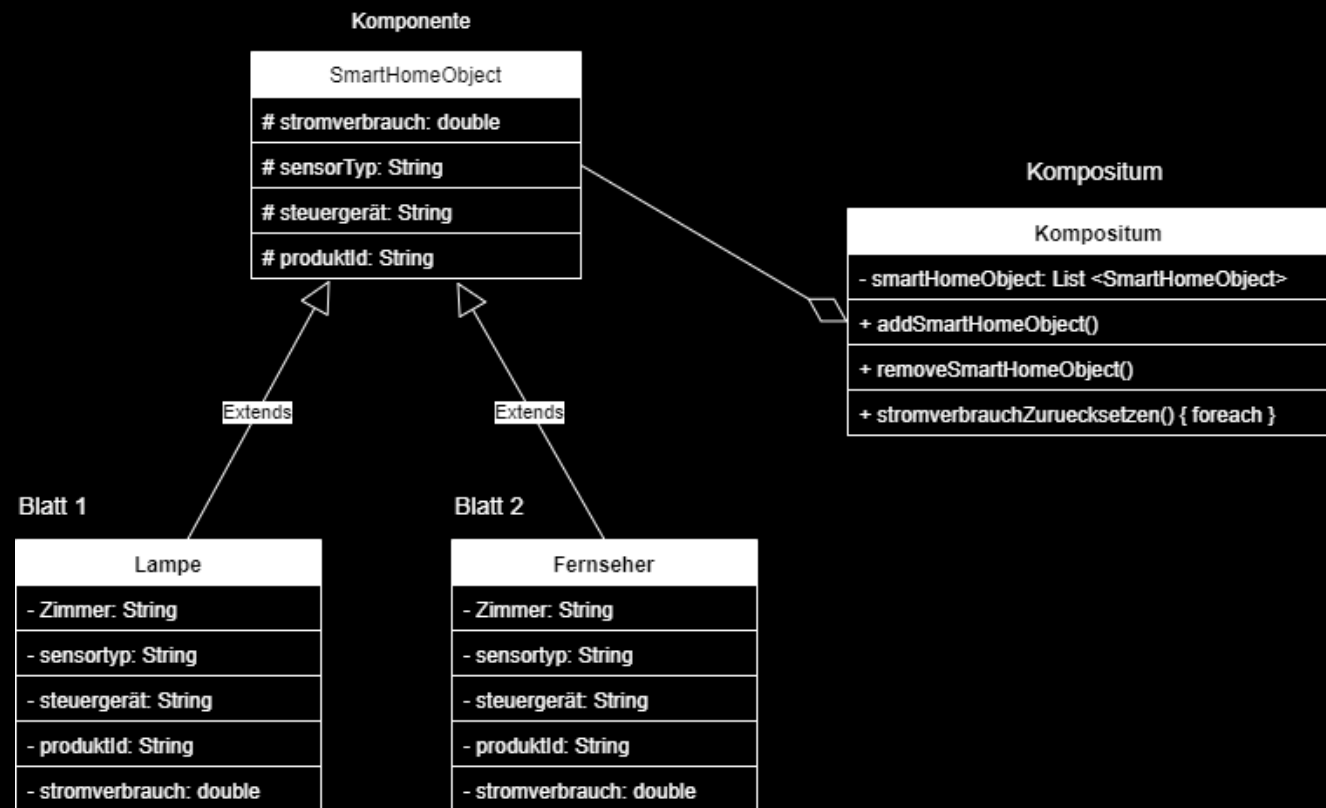 Komponente
SmartHomeObject
# stromverbrauch: double
# sensorTyp: String
# steuergerät: String
# produktId: String
Kompositum
Kompositum
- smartHomeObject: List <SmartHomeObject>
+ addSmartHomeObject()
+ removeSmartHomeObject()
+ stromverbrauchZuruecksetzen() { foreach }
Extends
Extends
Blatt 1
Lampe
- Zimmer: String
- sensortyp: String
- steuergerät: String
- produktId: String
- stromverbrauch: double
Blatt 2
Fernseher
- Zimmer: String
- sensortyp: String
- steuergerät: String
- produktId: String
- stromverbrauch: double